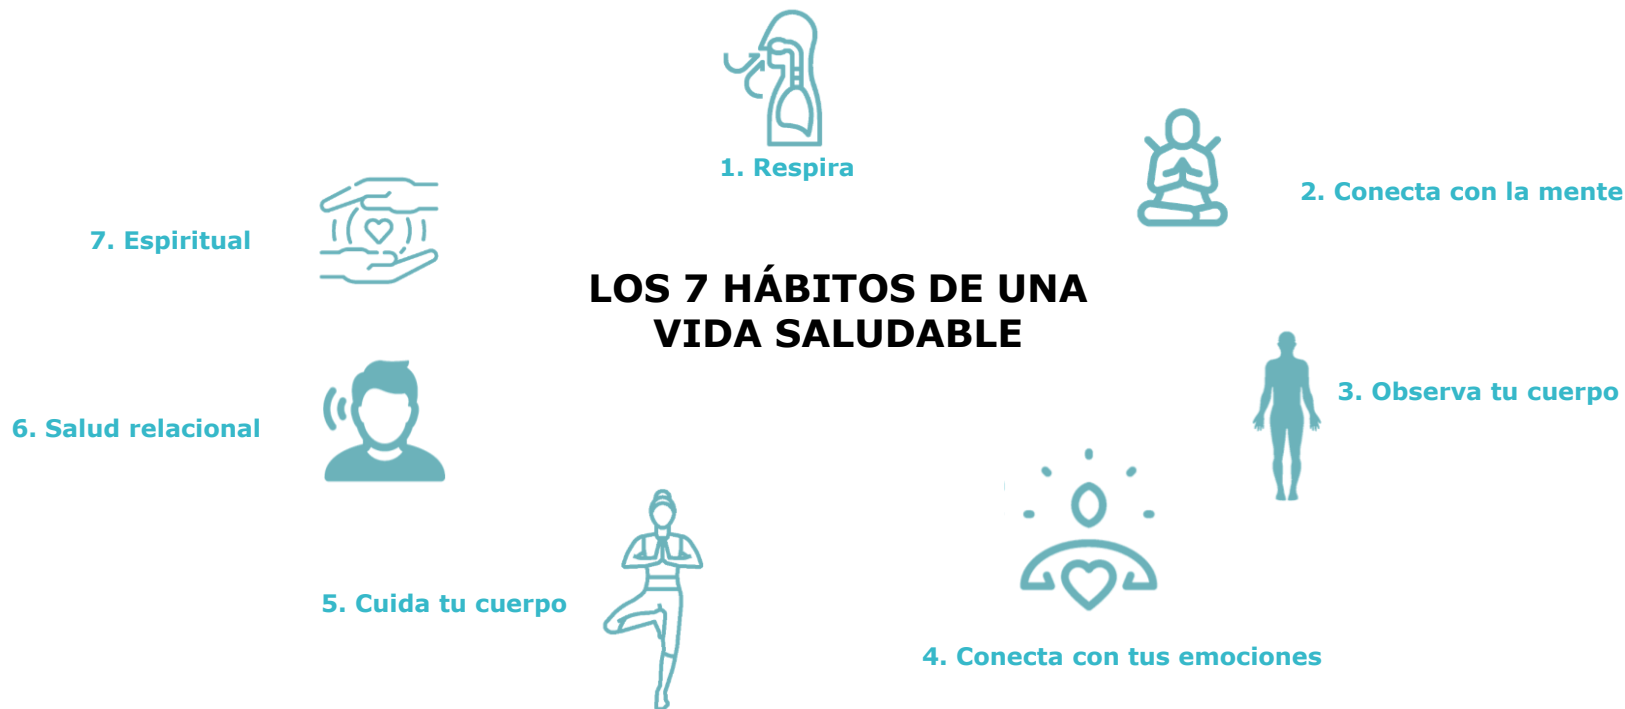 LOS 7 HÁBITOS DE UNA
VIDA SALUDABLE
1. Respira
2. Conecta con la mente
3. Observa tu cuerpo
4. Conecta con tus emociones
5. Cuida tu cuerpo
6. Salud relacional
7. Espiritual